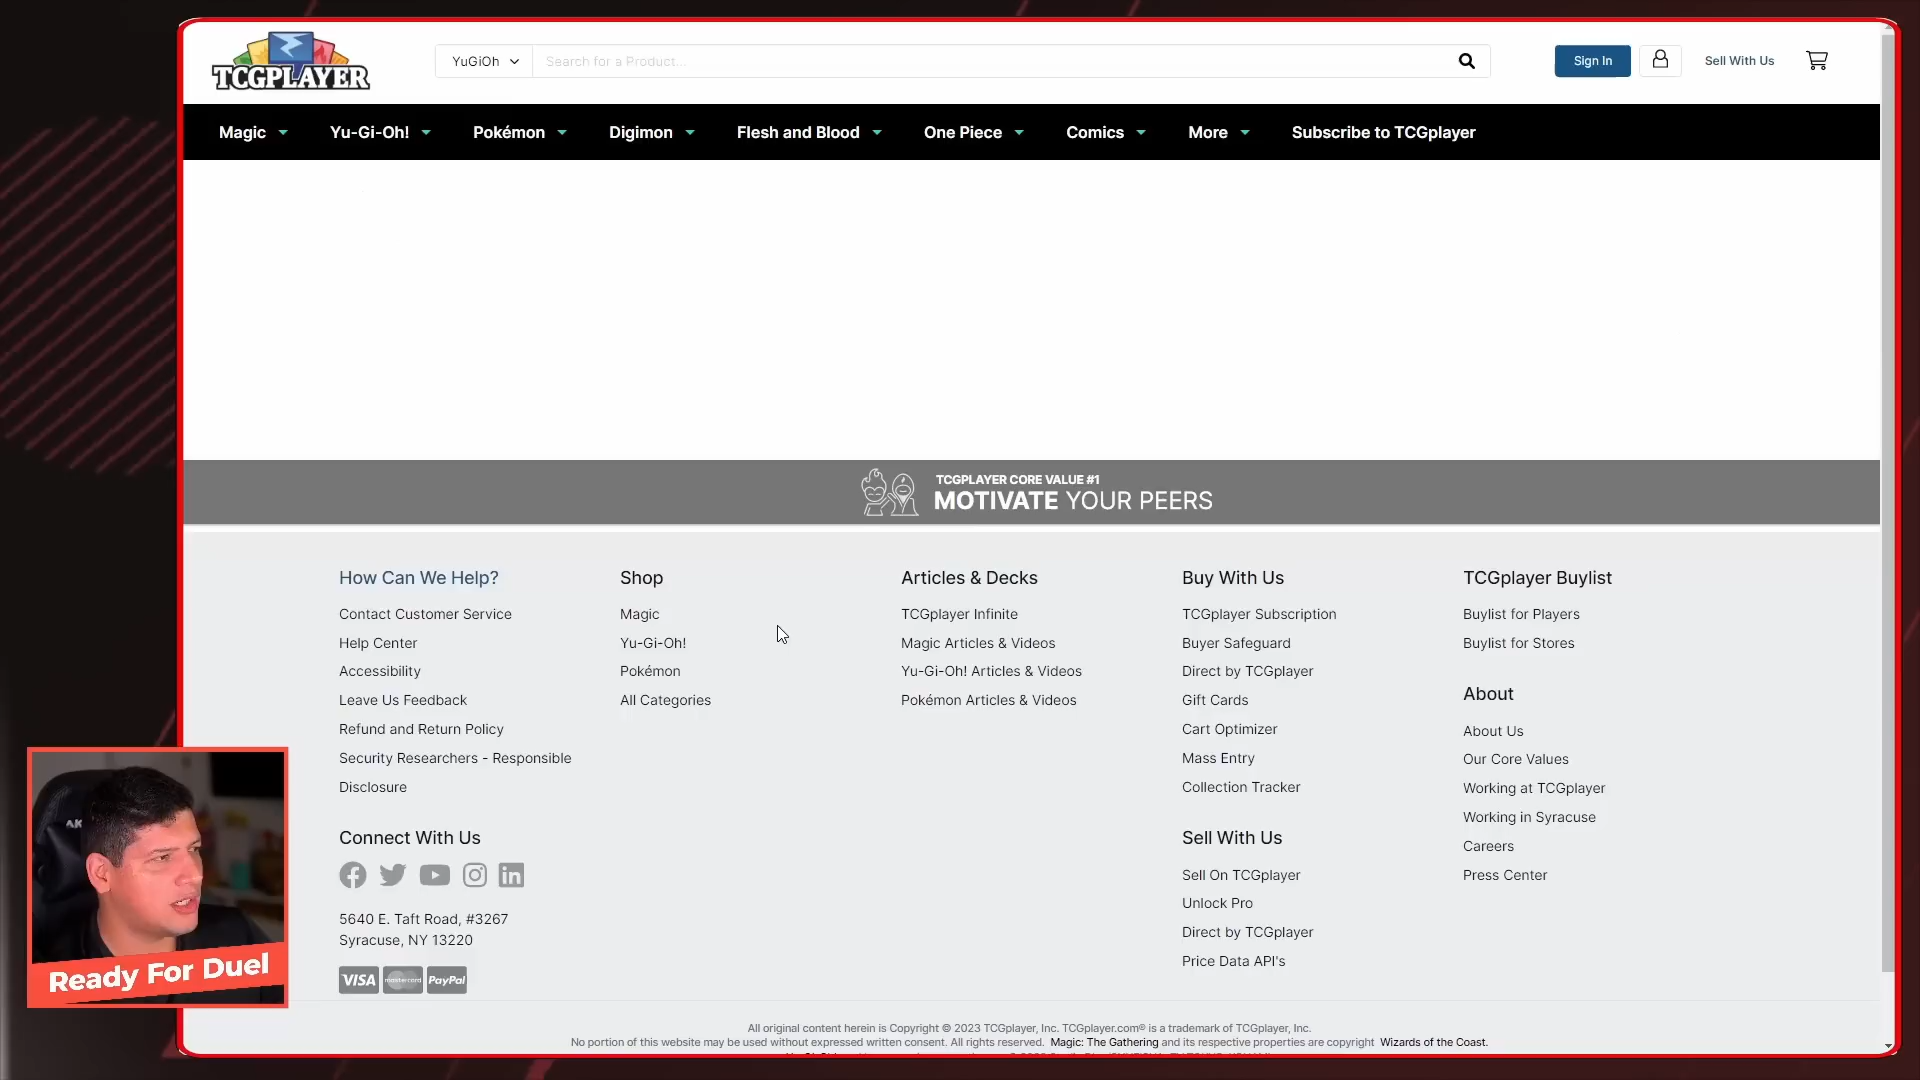 TCGPLAYER
YuGiOh
Search for a Product...
Sign In
Sell With Us
Magic
Yu-Gi-Oh!
Pokémon
Digimon
Flesh and Blood
One Piece
Comics
More
Subscribe to TCGplayer
TCGPLAYER CORE VALUE #1
MOTIVATE YOUR PEERS
How Can We Help?
Contact Customer Service
Help Center
Accessibility
Leave Us Feedback
Refund and Return Policy
Security Researchers - Responsible
Disclosure
Connect With Us
5640 E. Taft Road, #3267
Syracuse, NY 13220
VISA
mastercard
PayPal
Shop
Magic
Yu-Gi-Oh!
Pokémon
All Categories
Articles & Decks
TCGplayer Infinite
Magic Articles & Videos
Yu-Gi-Oh! Articles & Videos
Pokémon Articles & Videos
Buy With Us
TCGplayer Subscription
Buyer Safeguard
Direct by TCGplayer
Gift Cards
Cart Optimizer
Mass Entry
Collection Tracker
Sell With Us
Sell On TCGplayer
Unlock Pro
Direct by TCGplayer
Price Data API's
TCGplayer Buylist
Buylist for Players
Buylist for Stores
About
About Us
Our Core Values
Working at TCGplayer
Working in Syracuse
Careers
Press Center
AK
Ready For Duel
All original content herein is Copyright © 2023 TCGplayer, Inc. TCGplayer.com® is a trademark of TCGplayer, Inc.
No portion of this website may be used without expressed written consent. All rights reserved. Magic: The Gathering and its respective properties are copyright Wizards of the Coast.